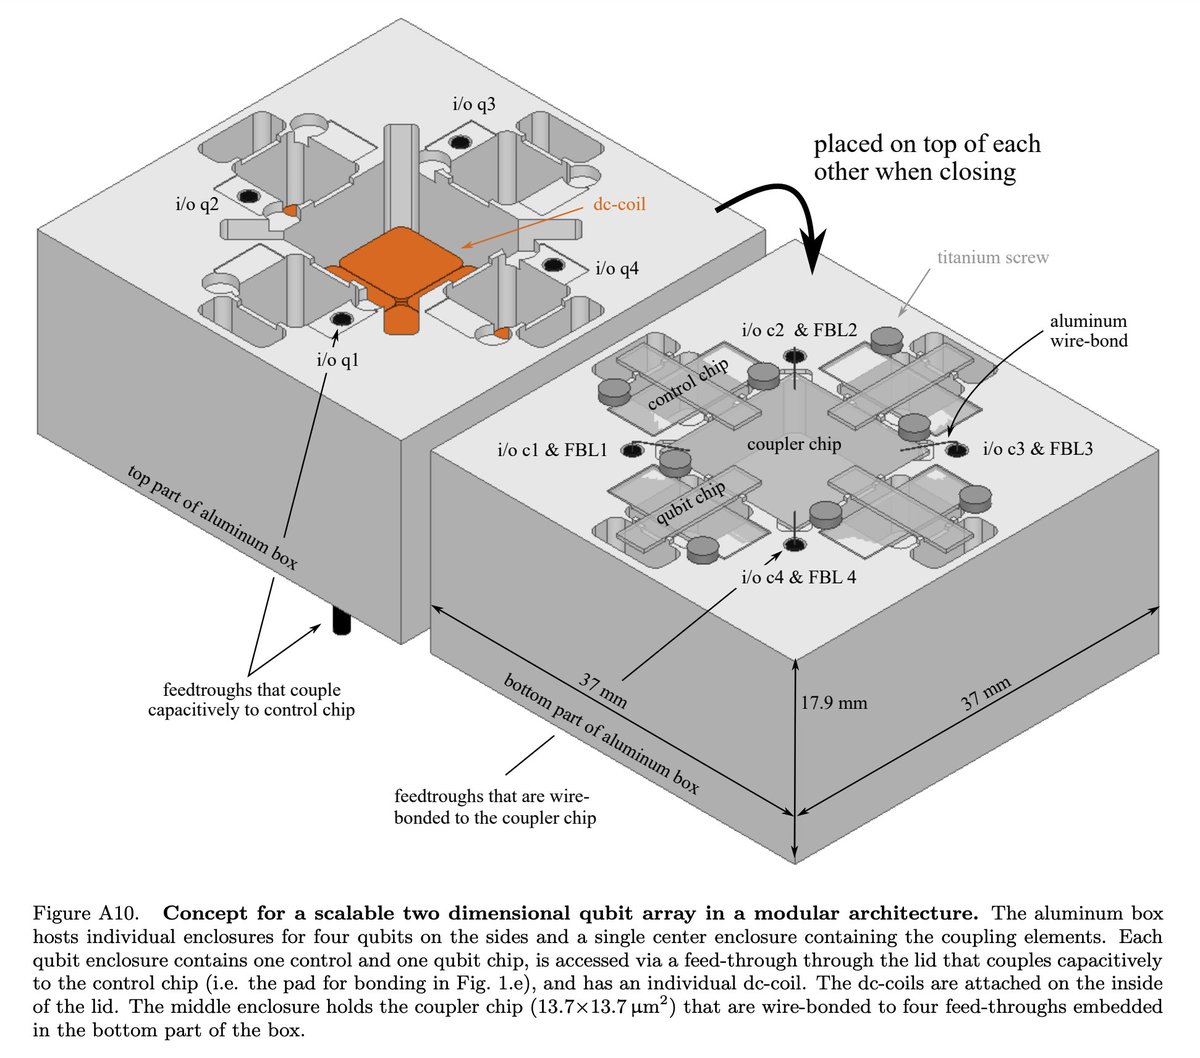 i/o q3
placed on top of each
other when closing
i/o q2
dc-coil
titanium screw
i/o q4
i/o c2 & FBL2
aluminum
wire-bond
i/o q1
control chip
coupler chip
i/o c1 & FBL1
i/o c3 & FBL3
top part of aluminum box
qubit chip
i/o c4 & FBL 4
feedtroughs that couple
capacitively to control chip
37 mm
17.9 mm
37 mm
bottom part of aluminum box
feedtroughs that are wire-
bonded to the coupler chip
Figure A10. Concept for a scalable two dimensional qubit array in a modular architecture. The aluminum box
hosts individual enclosures for four qubits on the sides and a single center enclosure containing the coupling elements. Each
qubit enclosure contains one control and one qubit chip, is accessed via a feed-through through the lid that couples capacitively
to the control chip (i.e. the pad for bonding in Fig. 1.e), and has an individual dc-coil. The dc-coils are attached on the inside
of the lid. The middle enclosure holds the coupler chip (13.7×13.7 μm²) that are wire-bonded to four feed-throughs embedded
in the bottom part of the box.